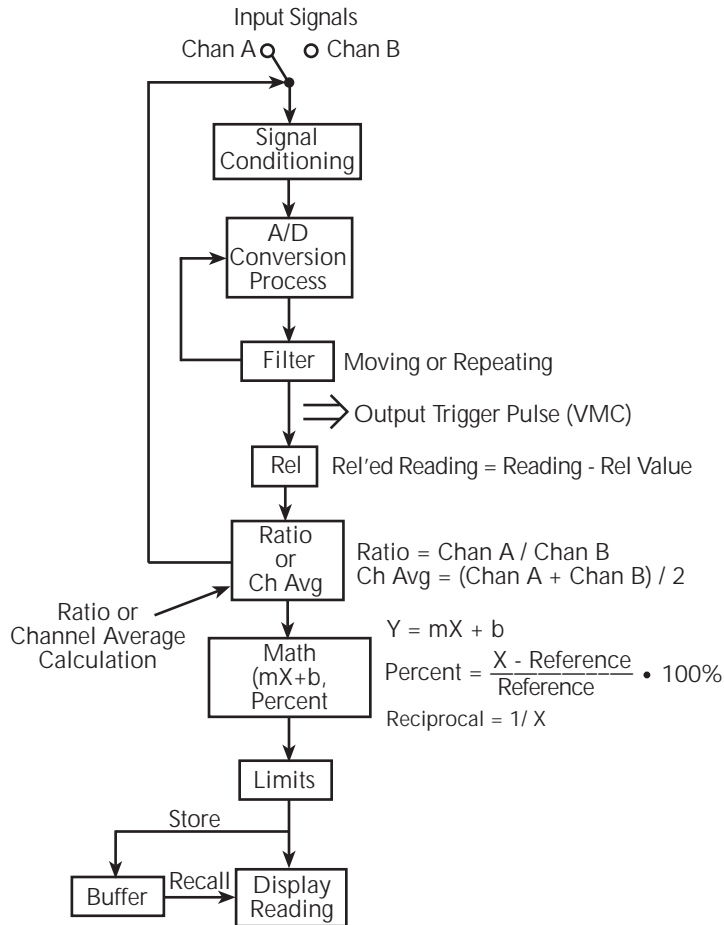 Input Signals
Chan A
Chan B
Signal
Conditioning
A/D
Conversion
Process
Filter
Moving or Repeating
Output Trigger Pulse (VMC)
Rel
Rel'ed Reading = Reading - Rel Value
Ratio
or
Ch Avg
Ratio = Chan A / Chan B
Ch Avg = (Chan A + Chan B) / 2
Ratio or
Channel Average
Calculation
Math
(mX+b,
Percent
Y = mX + b
Percent = X - Reference / Reference • 100%
Reciprocal = 1/ X
Limits
Store
Buffer
Recall
Display
Reading